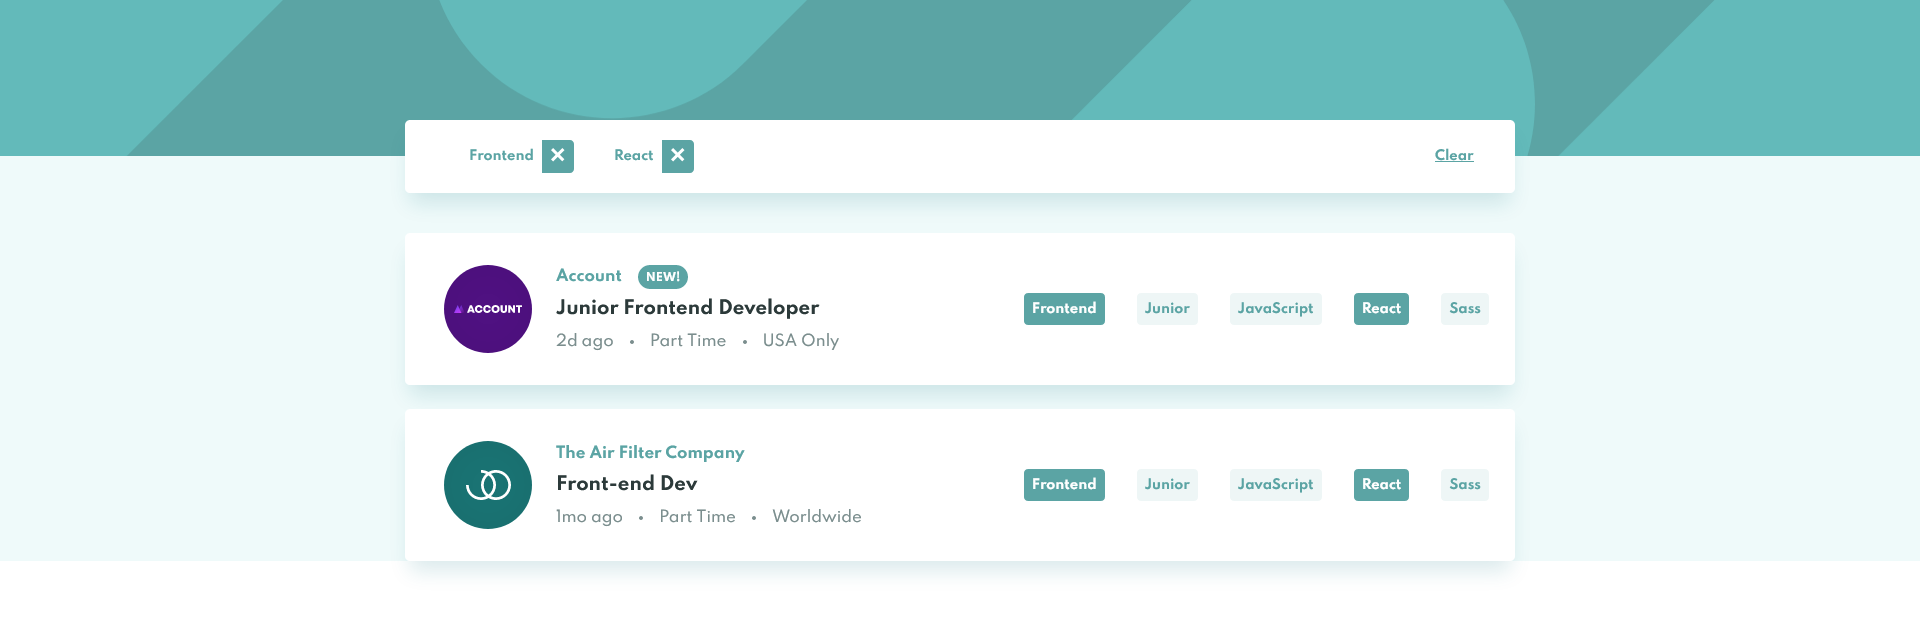 Frontend ✕ React ✕ Clear
ACCOUNT
Account NEW!
Junior Frontend Developer
2d ago • Part Time • USA Only
Frontend Junior JavaScript React Sass
The Air Filter Company
Front-end Dev
1mo ago • Part Time • Worldwide
Frontend Junior JavaScript React Sass